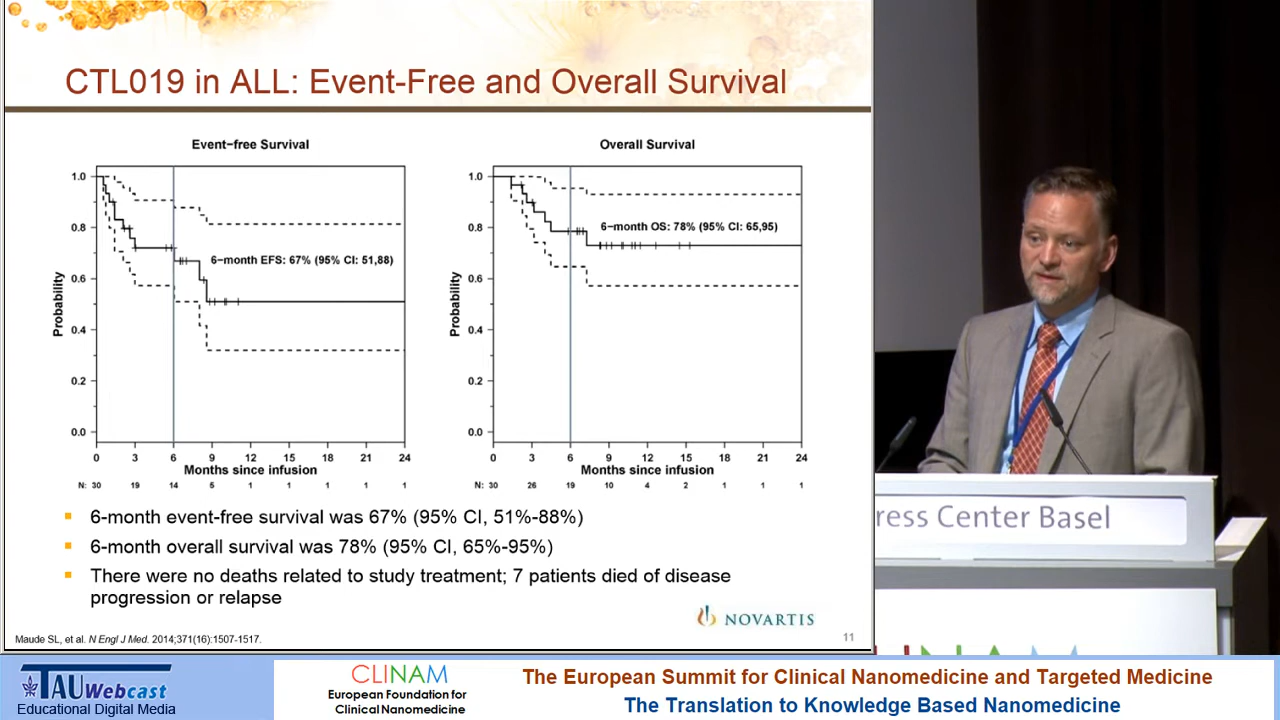 CTL019 in ALL: Event-Free and Overall Survival
Event-free Survival
Probability
1.0
0.8
0.6
0.4
0.2
0.0
6-month EFS: 67% (95% CI: 51,88)
0 3 6 9 12 15 18 21 24
Months since infusion
N: 30 19 14 5 1 1 1 1 1
Overall Survival
Probability
1.0
0.8
0.6
0.4
0.2
0.0
6-month OS: 78% (95% CI: 65,95)
0 3 6 9 12 15 18 21 24
Months since infusion
N: 30 26 19 10 4 2 1 1 1
6-month event-free survival was 67% (95% CI, 51%-88%)
6-month overall survival was 78% (95% CI, 65%-95%)
There were no deaths related to study treatment; 7 patients died of disease
progression or relapse
NOVARTIS
Maude SL, et al. N Engl J Med. 2014;371(16):1507-1517.
11
ress Center Basel
TAU Webcast
Educational Digital Media
CLINAM
European Foundation for
Clinical Nanomedicine
The European Summit for Clinical Nanomedicine and Targeted Medicine
The Translation to Knowledge Based Nanomedicine